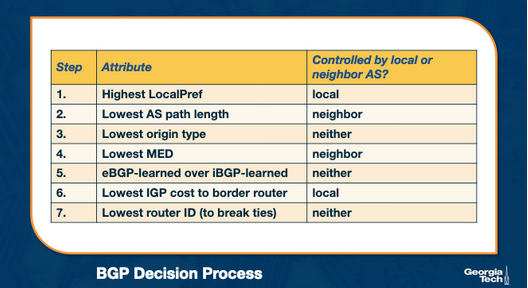 Step Attribute Controlled by local or
neighbor AS?
1. Highest LocalPref local
2. Lowest AS path length neighbor
3. Lowest origin type neither
4. Lowest MED neighbor
5. eBGP-learned over iBGP-learned neither
6. Lowest IGP cost to border router local
7. Lowest router ID (to break ties) neither
BGP Decision Process
Georgia
Tech